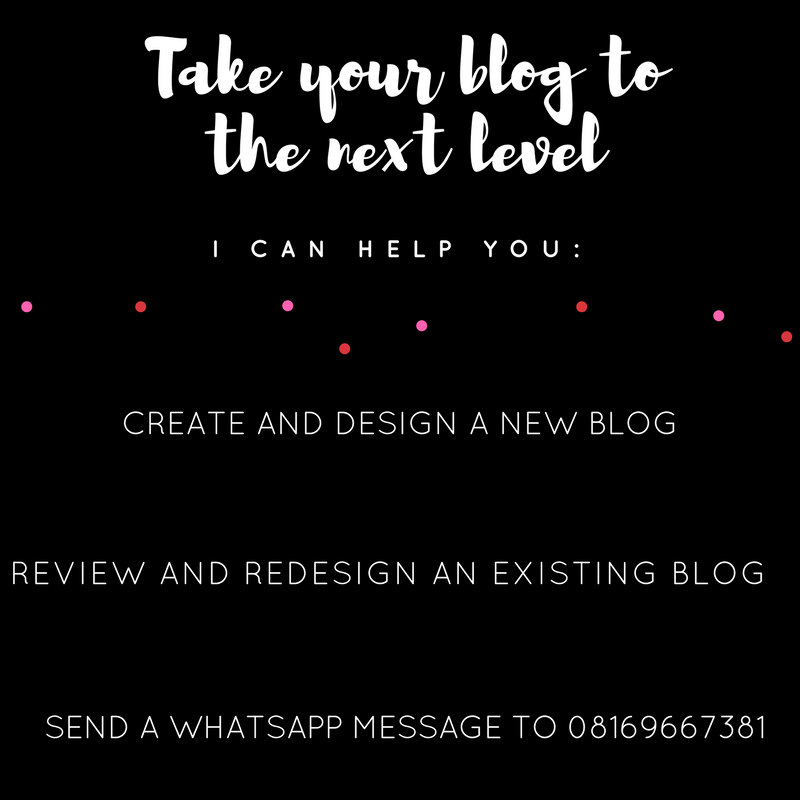 Take your blog to
the next level
I CAN HELP YOU:
CREATE AND DESIGN A NEW BLOG
REVIEW AND REDESIGN AN EXISTING BLOG
SEND A WHATSAPP MESSAGE TO 08169667381